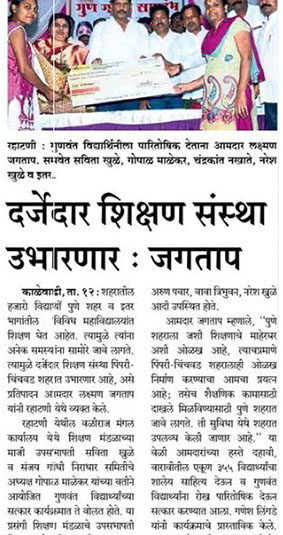 गुण गौ
रहाटणी : गुणवंत विद्यार्थिनीला पारितोषिक देताना आमदार लक्ष्मण
जगताप. समवेत सविता खुळे, गोपाळ माळेकर, चंद्रकांत नखाते, नरेश
खुळे व इतर..
दर्जेदार शिक्षण संस्था
उभारणार : जगताप
काळेवाडी, ता. १२ : शहरातील
हजारो विद्यार्थी पुणे शहर व इतर
भागांतील विविध महाविद्यालयांत
शिक्षण घेत आहेत. त्यामुळे त्यांना
अनेक समस्यांना सामोरे जावे लागते.
त्यामुळे दर्जेदार शिक्षण संस्था पिंपरी-
चिंचवड शहरात उभारणार आहे, असे
प्रतिपादन आमदार लक्ष्मण जगताप
यांनी रहाटणी येथे व्यक्त केले.
रहाटणी येथील वळीराज मंगल
कार्यालय येथे शिक्षण मंडळाच्या
माजी उपसभापती सविता खुळे
व संजय गांधी निराधार समितीचे
अध्यक्ष गोपाळ माळेकर यांच्या वतीने
आयोजित गुणवंत विद्यार्थ्यांच्या
सत्कार कार्यक्रमात ते बोलत होते. या
प्रसंगी शिक्षण मंडळाचे उपसभापती
अरुण पवार, वावा त्रिभुवन, नरेश खुळे
आदी उपस्थित होते.
आमदार जगताप म्हणाले, ''पुणे
शहराला जशी शिक्षणाचे माहेरघर
अशी ओळख आहे, त्याचप्रमाणे
पिंपरी-चिंचवड शहरालाही ओळख
निर्माण करण्याचा आमचा प्रयत्न
आहे; तसेच शैक्षणिक कामासाठी
दाखले मिळविण्यासाठी पुणे शहरात
जावे लागते. ती सुविधा येथे शहरात
उपलब्ध केली जाणार आहे.'' या
वेळी आमदारांच्या हस्ते दहावी,
वारावीतील एकूण ३५५ विद्यार्थ्यांचा
शालेय साहित्य देऊन व गुणवंत
विद्यार्थ्यांना रोख पारितोषिक देऊन
सत्कार करण्यात आला. गणेश लिंगडे
यांनी कार्यक्रमाचे प्रास्ताविक केले.